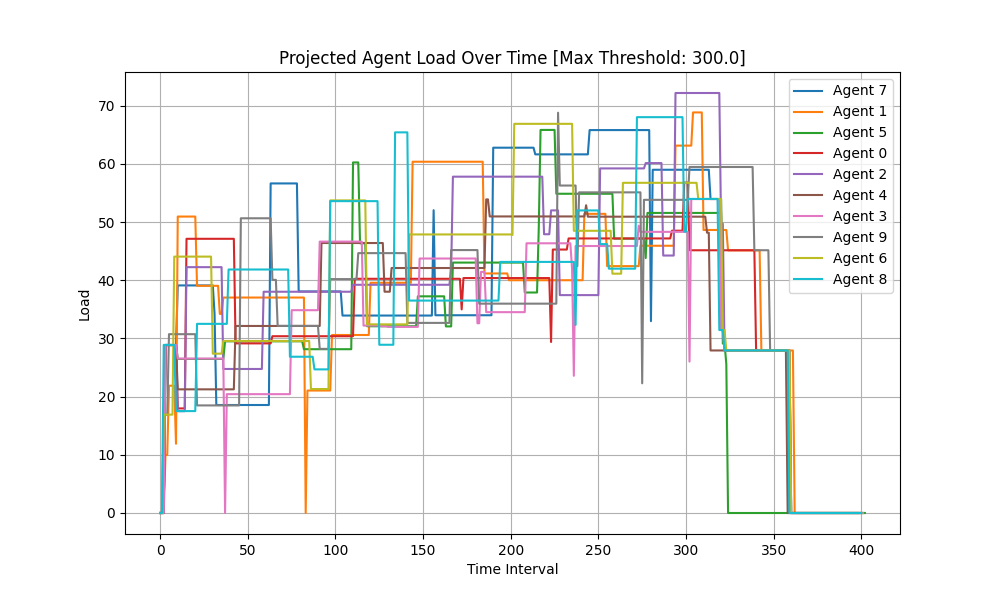 Projected Agent Load Over Time [Max Threshold: 300.0]
Load
70
60
50
40
30
20
10
0
0 50 100 150 200 250 300 350 400
Time Interval
Agent 7
Agent 1
Agent 5
Agent 0
Agent 2
Agent 4
Agent 3
Agent 9
Agent 6
Agent 8